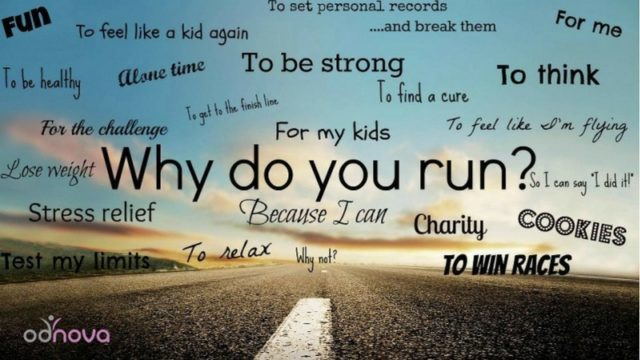 To set personal records
FUN
For me
....and break them
To feel like a kid again
To be strong
Alone time
To think
To be healthy
To find a cure
To get to the finish line
For the challenge
For my kids
To feel like I'm flying
Lose weight
Why do you run?
So I can say "I did it!"
Stress relief
Because I can
Charity
COOKIES
Test my limits
To relax
Why not?
TO WIN RACES
odnova